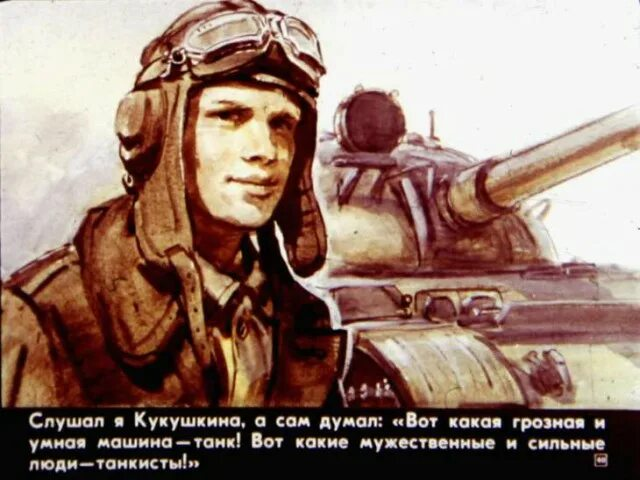 Слушал я Кукушкина, а сам думал: «Вот какая грозная и
умная машина—танк! Вот какие мужественные и сильные
люди—танкисты!»